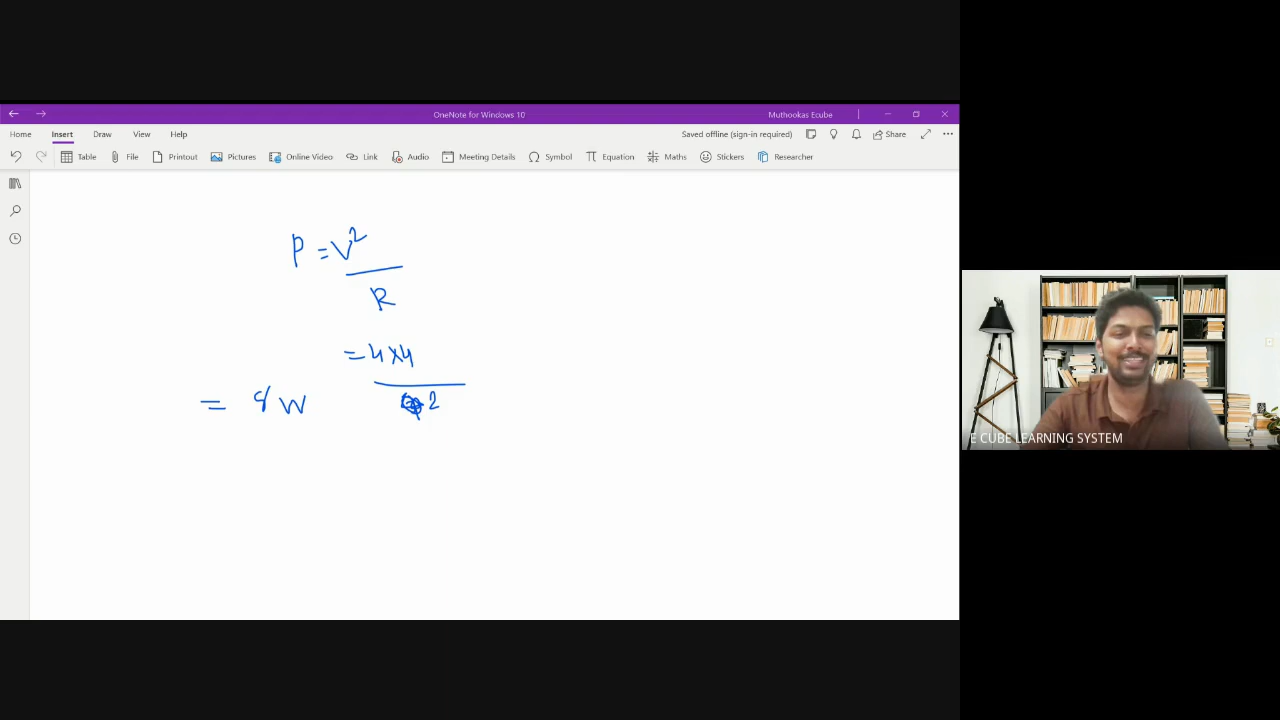 OneNote for Windows 10
Muthookas Ecube
Home Insert Draw View Help
Saved offline (sign-in required) Share
Table File Printout Pictures Online Video Link Audio Meeting Details Symbol Equation Maths Stickers Researcher
P = V²
R
= 4×4
2
= 8 W
E CUBE LEARNING SYSTEM